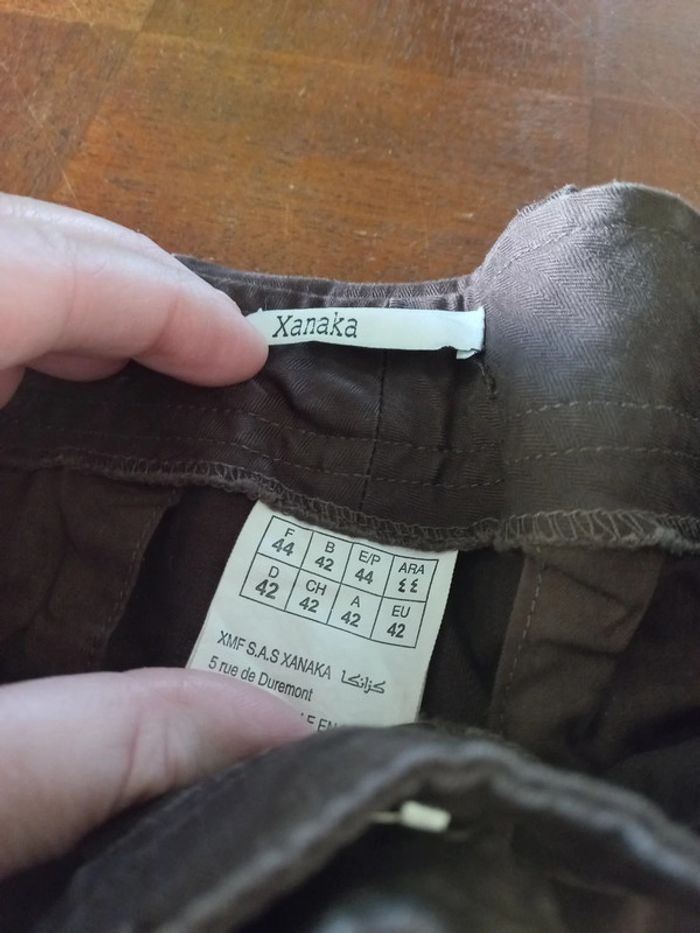 Xanaka
F B E/P ARA
44 42 44 ٤٤
D CH A EU
42 42 42 42
XMF S.A.S XANAKA كزانكا
5 rue de Duremont
EN